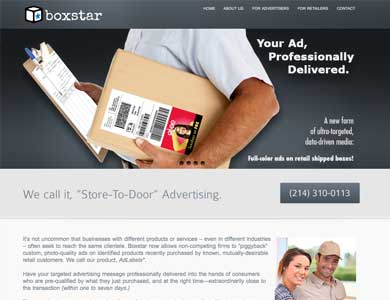 boxstar
HOME ABOUT US FOR ADVERTISERS FOR RETAILERS CONTACT
Your Ad,
Professionally
Delivered.
A new form
of ultra-targeted,
data-driven media:
Full-color ads on retail shipped boxes!
We call it, "Store-To-Door" Advertising.
(214) 310-0113
It's not uncommon that businesses with different products or services – even in different industries
– often seek to reach the same clientele. Boxstar now allows non-competing firms to "piggyback"
custom, photo-quality ads on identified products recently purchased by known, mutually-desirable
retail customers. We call our product, AdLabels".
Have your targeted advertising message professionally delivered into the hands of consumers
who are pre-qualified by what they just purchased, and at the right time—extraordinarily close to
the transaction (within one to seven days.)